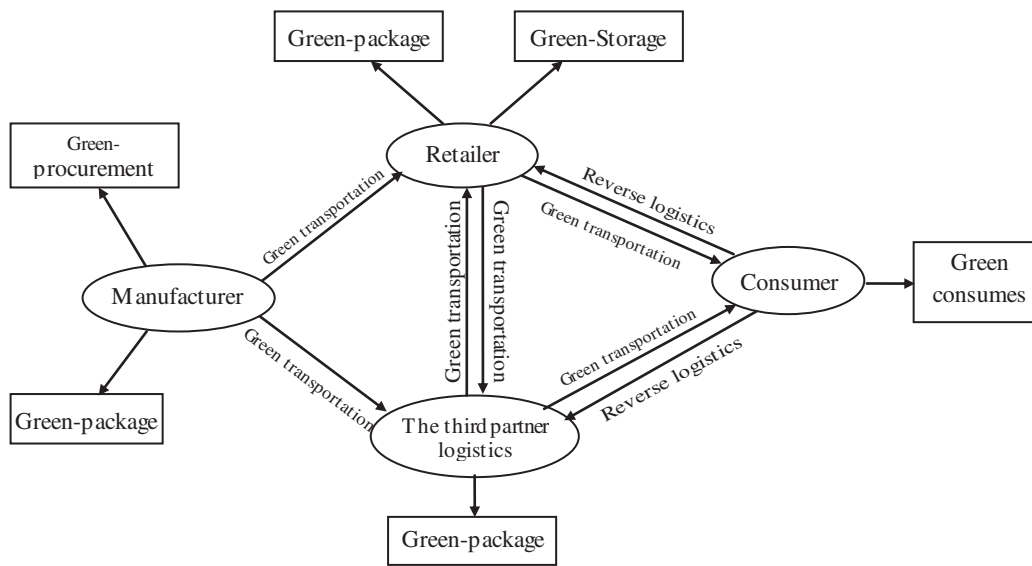 Green-package
Green-Storage
Green-
procurement
Retailer
Green transportation
Reverse logistics
Green transportation
Green transportation
Green transportation
Manufacturer
Consumer
Green
consumes
Green transportation
Green transportation
Reverse logistics
Green-package
The third partner
logistics
Green-package